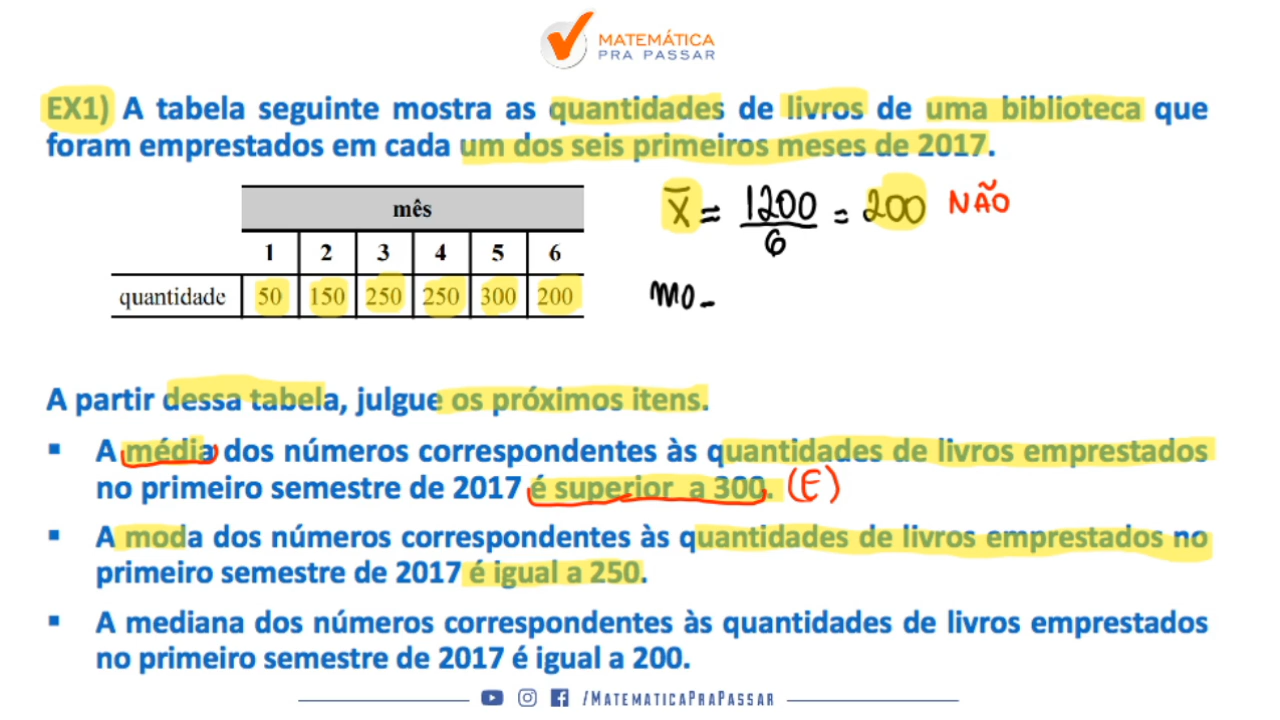 MATEMÁTICA
PRA PASSAR
EX1) A tabela seguinte mostra as quantidades de livros de uma biblioteca que
foram emprestados em cada um dos seis primeiros meses de 2017.
mês
1 2 3 4 5 6
quantidade 50 150 250 250 300 200
X̅ = 1200/6 = 200 NÃO
MO -
A partir dessa tabela, julgue os próximos itens.
▪ A média dos números correspondentes às quantidades de livros emprestados
no primeiro semestre de 2017 é superior a 300. (E)
▪ A moda dos números correspondentes às quantidades de livros emprestados no
primeiro semestre de 2017 é igual a 250.
▪ A mediana dos números correspondentes às quantidades de livros emprestados
no primeiro semestre de 2017 é igual a 200.
/MATEMATICAPRAPASSAR